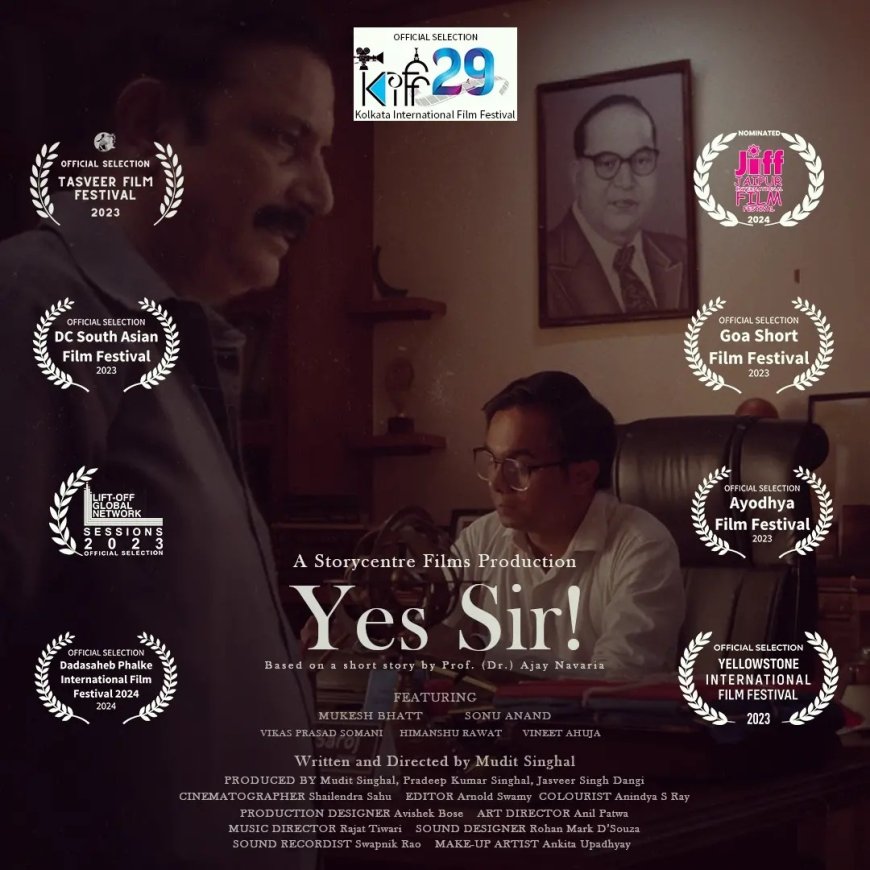 OFFICIAL SELECTION
KIFF 29
Kolkata International Film Festival
OFFICIAL SELECTION
TASVEER FILM
FESTIVAL
2023
NOMINATED
Jiff
JAIPUR
INTERNATIONAL
FILM
FESTIVAL
2024
OFFICIAL SELECTION
DC South Asian
Film Festival
2023
OFFICIAL SELECTION
Goa Short
Film Festival
2023
LIFT-OFF
GLOBAL
NETWORK
SESSIONS
2023
OFFICIAL SELECTION
OFFICIAL SELECTION
Ayodhya
Film Festival
2023
OFFICIAL SELECTION
Dadasaheb Phalke
International Film
Festival 2024
2024
OFFICIAL SELECTION
YELLOWSTONE
INTERNATIONAL
FILM FESTIVAL
2023
A Storycentre Films Production
Yes Sir!
Based on a short story by Prof. (Dr.) Ajay Navaria
FEATURING
MUKESH BHATT SONU ANAND
VIKAS PRASAD SOMANI HIMANSHU RAWAT VINEET AHUJA
Saroj
Written and Directed by Mudit Singhal
PRODUCED BY Mudit Singhal, Pradeep Kumar Singhal, Jasveer Singh Dangi
CINEMATOGRAPHER Shailendra Sahu EDITOR Arnold Swamy COLOURIST Anindya S Ray
PRODUCTION DESIGNER Avishek Bose ART DIRECTOR Anil Patwa
MUSIC DIRECTOR Rajat Tiwari SOUND DESIGNER Rohan Mark D'Souza
SOUND RECORDIST Swapnik Rao MAKE-UP ARTIST Ankita Upadhyay